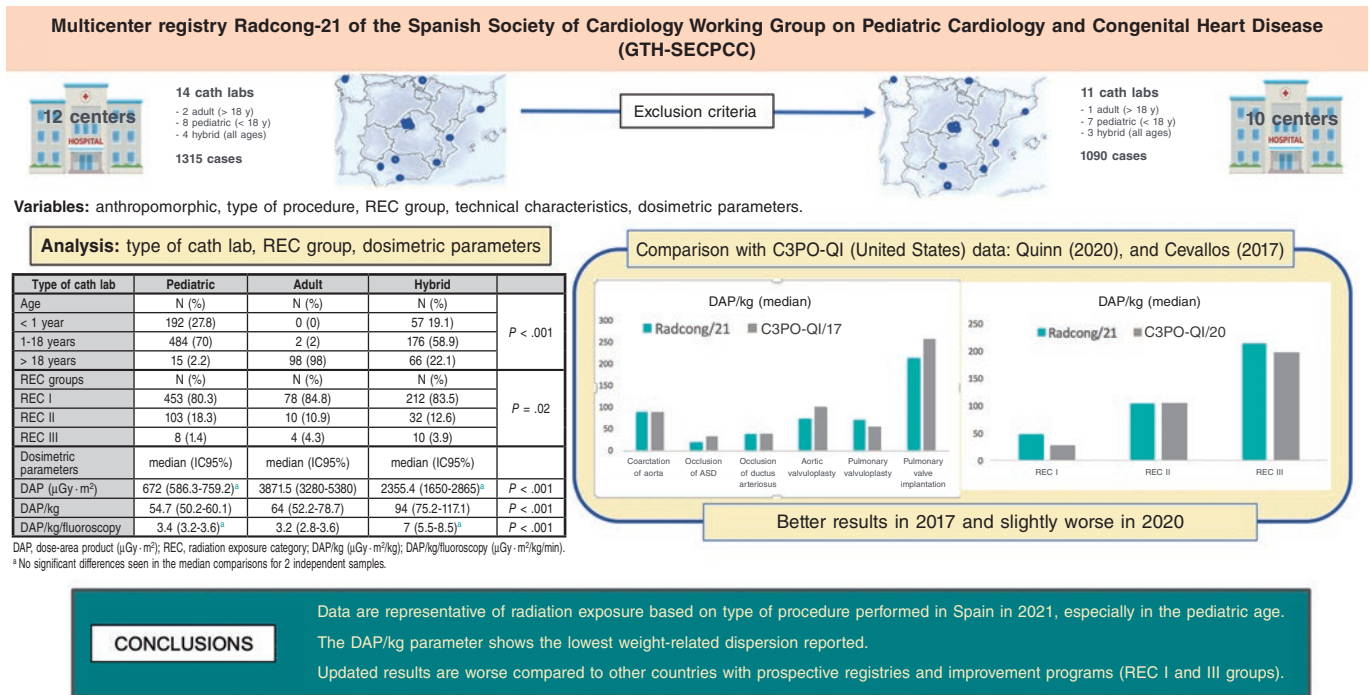 Multicenter registry Radcong-21 of the Spanish Society of Cardiology Working Group on Pediatric Cardiology and Congenital Heart Disease
(GTH-SECPCC)
12 centers
HOSPITAL
14 cath labs
- 2 adult (> 18 y)
- 8 pediatric (< 18 y)
- 4 hybrid (all ages)
1315 cases
Exclusion criteria
11 cath labs
- 1 adult (> 18 y)
- 7 pediatric (< 18 y)
- 3 hybrid (all ages)
1090 cases
10 centers
HOSPITAL
Variables: anthropomorphic, type of procedure, REC group, technical characteristics, dosimetric parameters.
Analysis: type of cath lab, REC group, dosimetric parameters
Type of cath lab Pediatric Adult Hybrid
Age N (%) N (%) N (%)
< 1 year 192 (27.8) 0 (0) 57 19.1)
1-18 years 484 (70) 2 (2) 176 (58.9)
> 18 years 15 (2.2) 98 (98) 66 (22.1)
P < .001
REC groups N (%) N (%) N (%)
REC I 453 (80.3) 78 (84.8) 212 (83.5)
REC II 103 (18.3) 10 (10.9) 32 (12.6)
REC III 8 (1.4) 4 (4.3) 10 (3.9)
P = .02
Dosimetric
parameters median (IC95%) median (IC95%) median (IC95%)
DAP (μGy·m²) 672 (586.3-759.2)ª 3871.5 (3280-5380) 2355.4 (1650-2865)ª P < .001
DAP/kg 54.7 (50.2-60.1) 64 (52.2-78.7) 94 (75.2-117.1) P < .001
DAP/kg/fluoroscopy 3.4 (3.2-3.6)ª 3.2 (2.8-3.6) 7 (5.5-8.5)ª P < .001
DAP, dose-area product (μGy·m²); REC, radiation exposure category; DAP/kg (μGy·m²/kg); DAP/kg/fluoroscopy (μGy·m²/kg/min).
ª No significant differences seen in the median comparisons for 2 independent samples.
Comparison with C3PO-QI (United States) data: Quinn (2020), and Cevallos (2017)
DAP/kg (median)
Radcong/21 C3PO-QI/17
300
250
200
150
100
50
0
Coarctation
of aorta
Occlusion
of ASD
Occlusion
of ductus
arteriosus
Aortic
valvuloplasty
Pulmonary
valvuloplasty
Pulmonary
valve
implantation
DAP/kg (median)
Radcong/21 C3PO-QI/20
250
200
150
100
50
0
REC I REC II REC III
Better results in 2017 and slightly worse in 2020
CONCLUSIONS
Data are representative of radiation exposure based on type of procedure performed in Spain in 2021, especially in the pediatric age.
The DAP/kg parameter shows the lowest weight-related dispersion reported.
Updated results are worse compared to other countries with prospective registries and improvement programs (REC I and III groups).